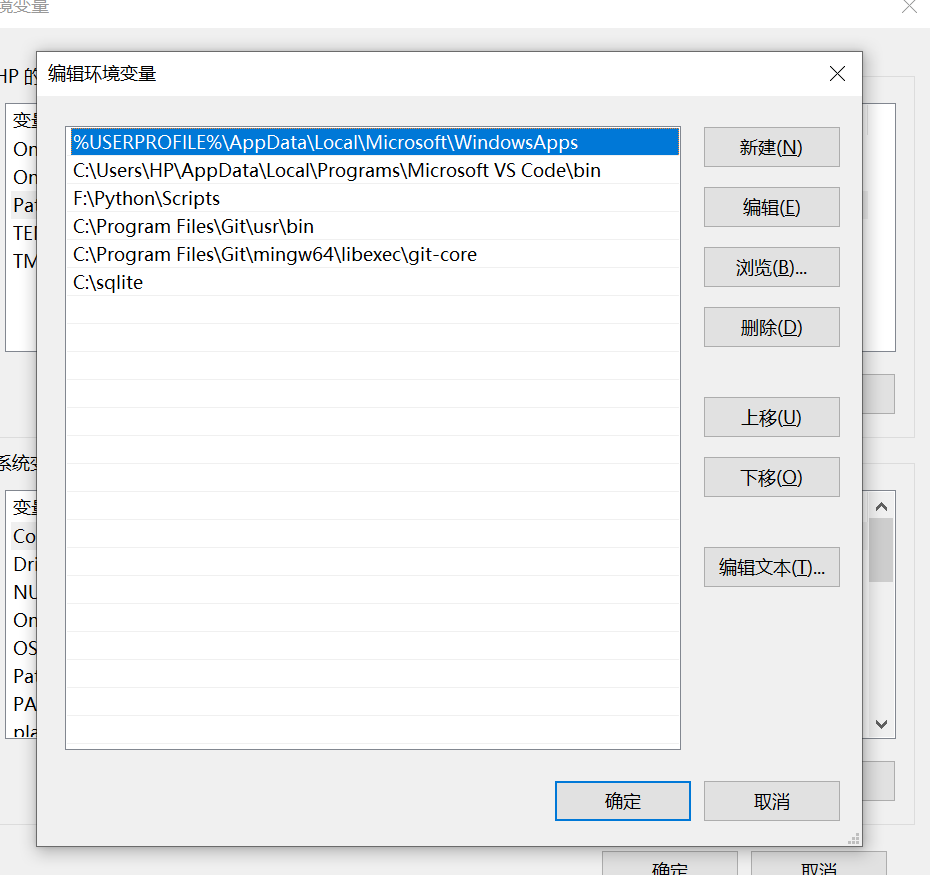 境变量
HP 的
编辑环境变量
变量
On
On
Pat
TEM
TM
%USERPROFILE%\AppData\Local\Microsoft\WindowsApps
C:\Users\HP\AppData\Local\Programs\Microsoft VS Code\bin
F:\Python\Scripts
C:\Program Files\Git\usr\bin
C:\Program Files\Git\mingw64\libexec\git-core
C:\sqlite
新建(N)
编辑(E)
浏览(B)...
删除(D)
上移(U)
下移(O)
编辑文本(T)...
系统变
变量
Co
Dri
NU
On
OS
Pat
PA
pla
确定
取消
确定
取消